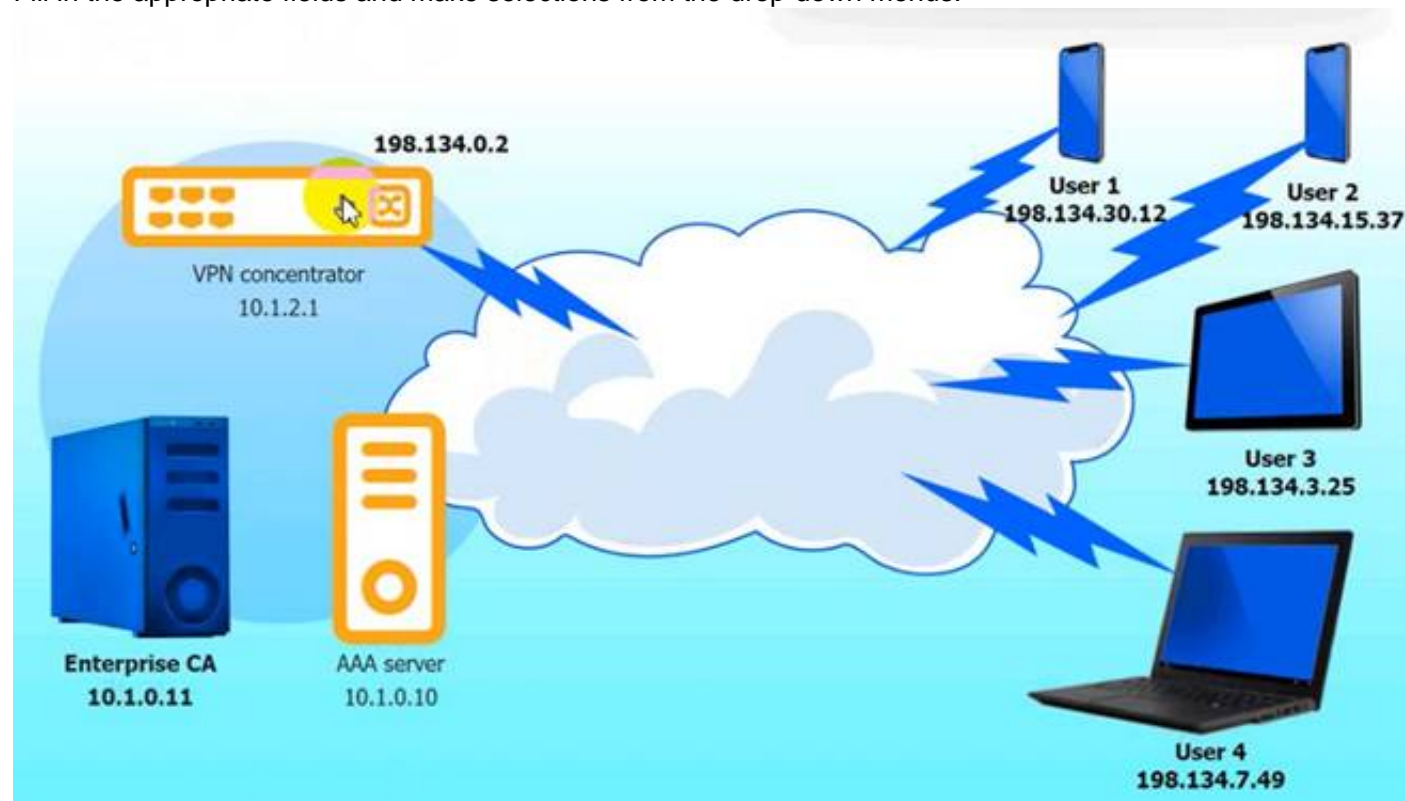 Fill in the appropriate fields and make selections from the drop-down menus.
198.134.0.2
VPN concentrator
10.1.2.1
Enterprise CA
10.1.0.11
AAA server
10.1.0.10
User 1
198.134.30.12
User 2
198.134.15.37
User 3
198.134.3.25
User 4
198.134.7.49